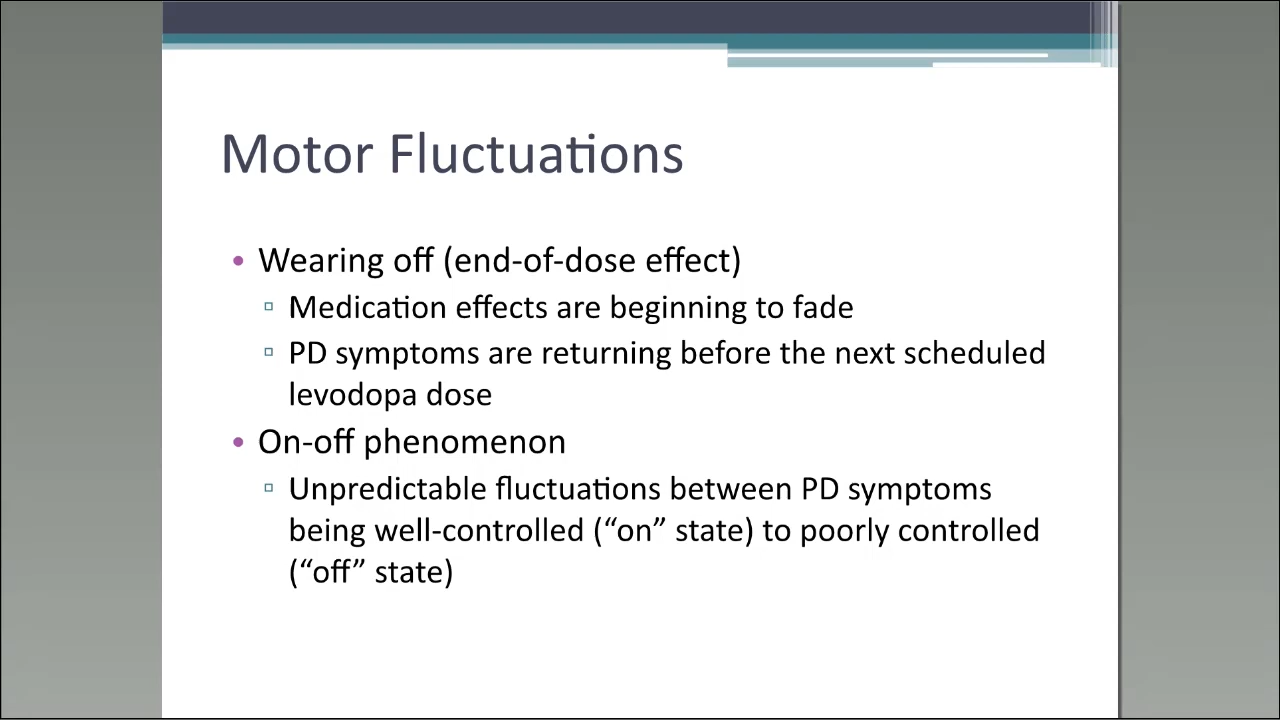 Motor Fluctuations
• Wearing off (end-of-dose effect)
▫ Medication effects are beginning to fade
▫ PD symptoms are returning before the next scheduled
levodopa dose
• On-off phenomenon
▫ Unpredictable fluctuations between PD symptoms
being well-controlled (“on” state) to poorly controlled
(“off” state)